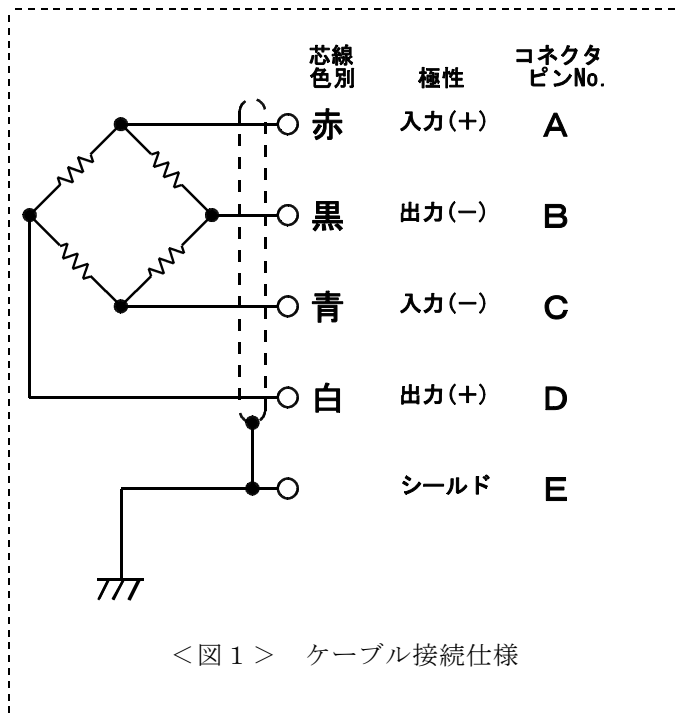 芯線
色別
極性
コネクタ
ピンNo.
赤 入力(+) A
黒 出力(-) B
青 入力(-) C
白 出力(+) D
シールド E
<図1> ケーブル接続仕様